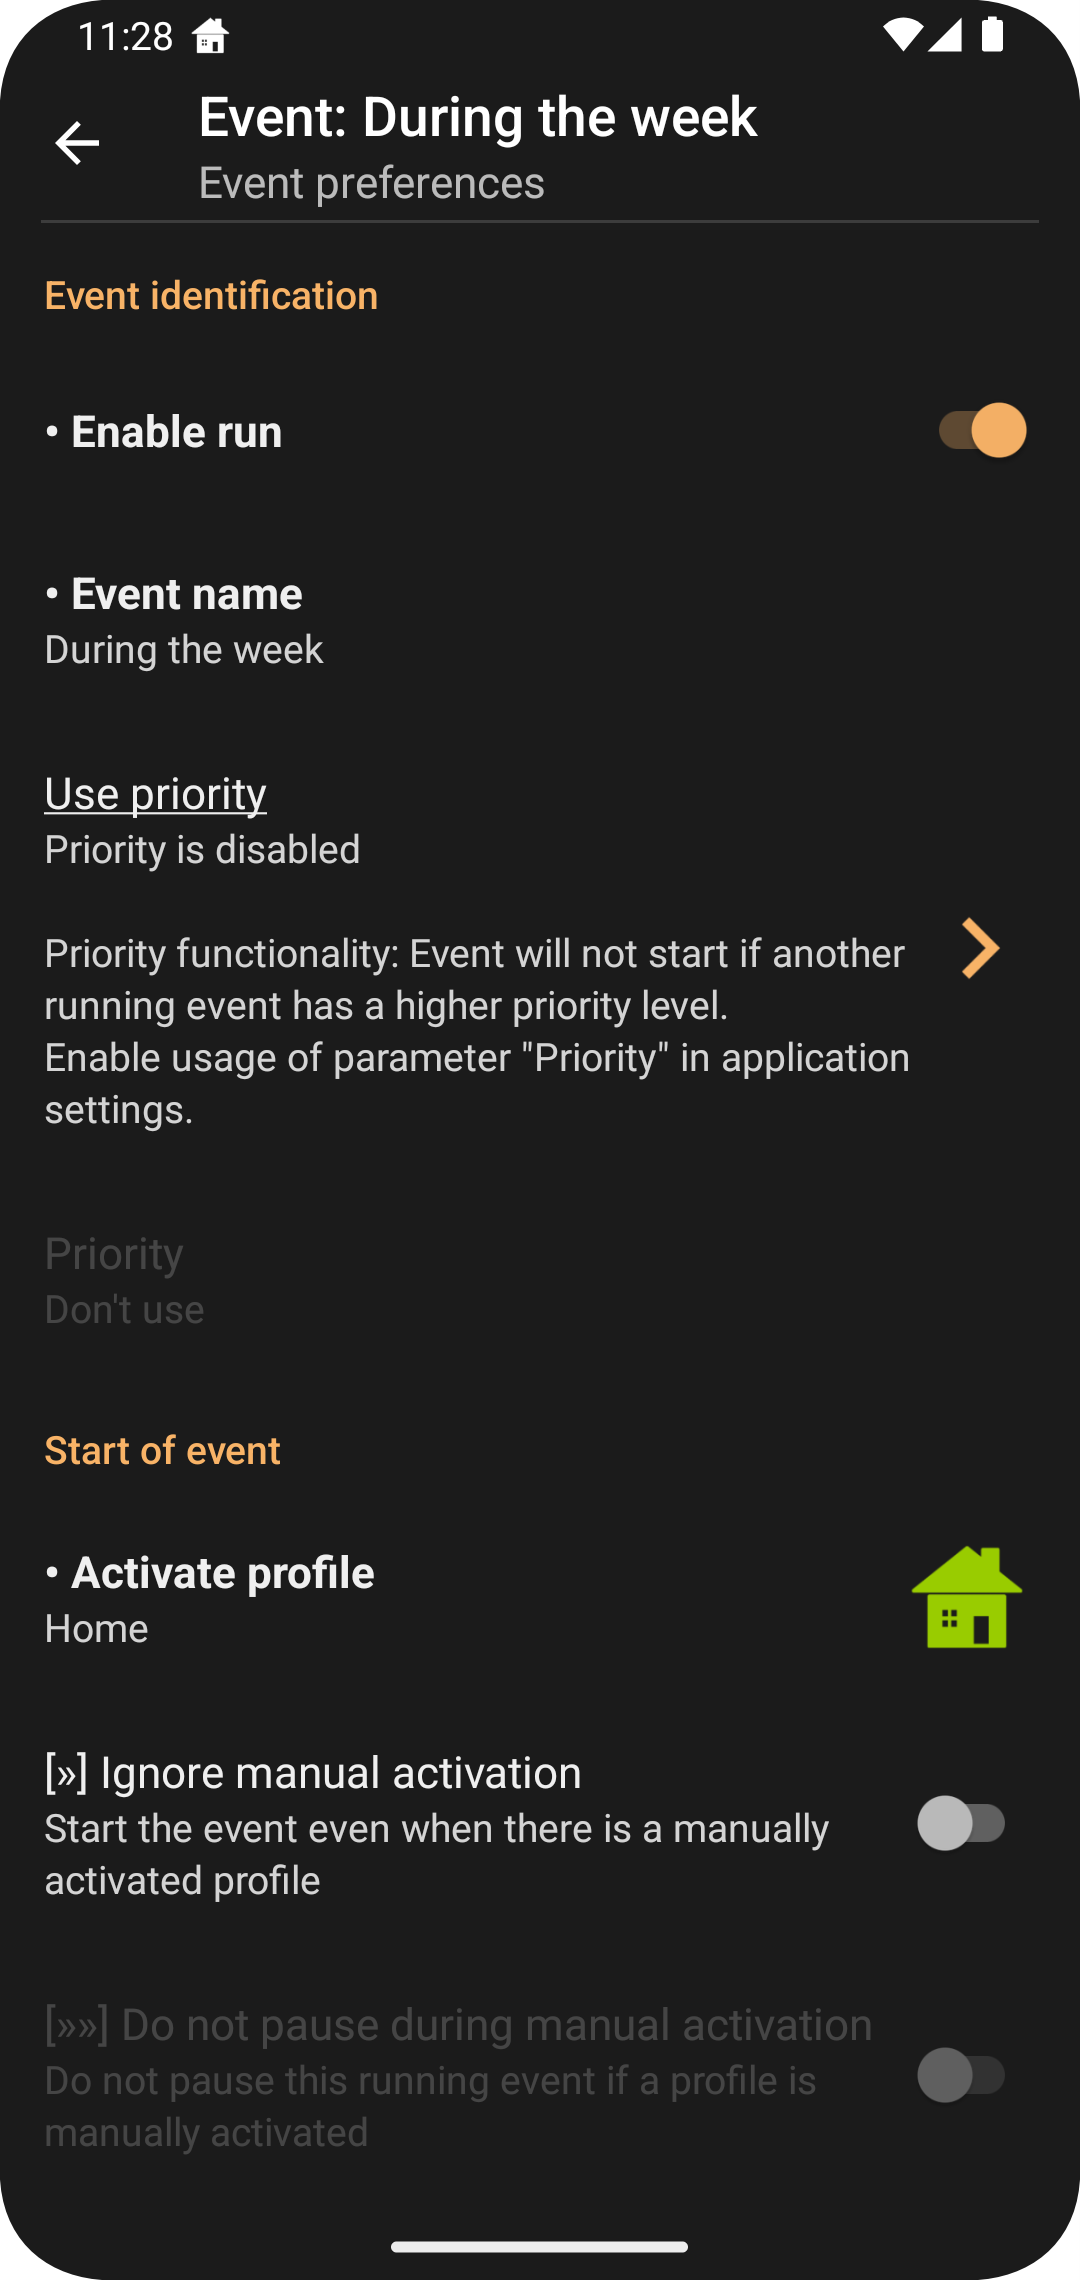 11:28
Event: During the week
Event preferences
Event identification
• Enable run
• Event name
During the week
Use priority
Priority is disabled
Priority functionality: Event will not start if another
running event has a higher priority level.
Enable usage of parameter "Priority" in application
settings.
Priority
Don't use
Start of event
• Activate profile
Home
[»] Ignore manual activation
Start the event even when there is a manually
activated profile
[»»] Do not pause during manual activation
Do not pause this running event if a profile is
manually activated